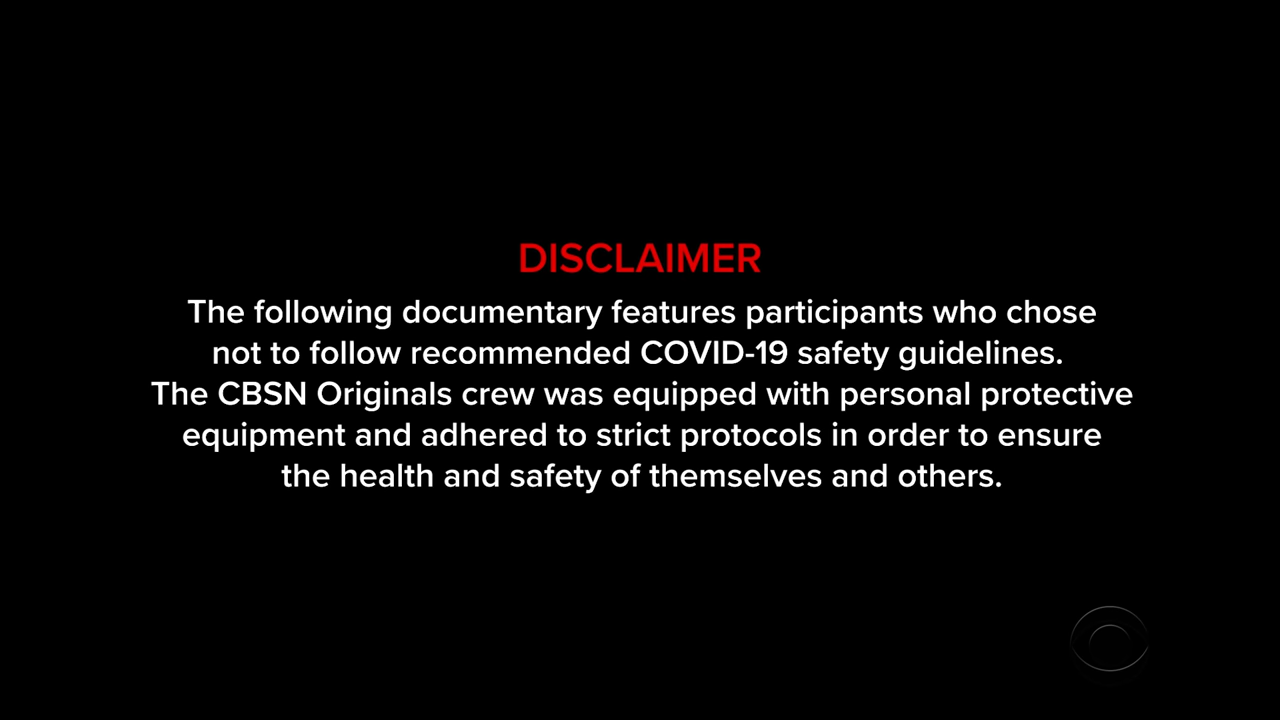 DISCLAIMER
The following documentary features participants who chose
not to follow recommended COVID-19 safety guidelines.
The CBSN Originals crew was equipped with personal protective
equipment and adhered to strict protocols in order to ensure
the health and safety of themselves and others.